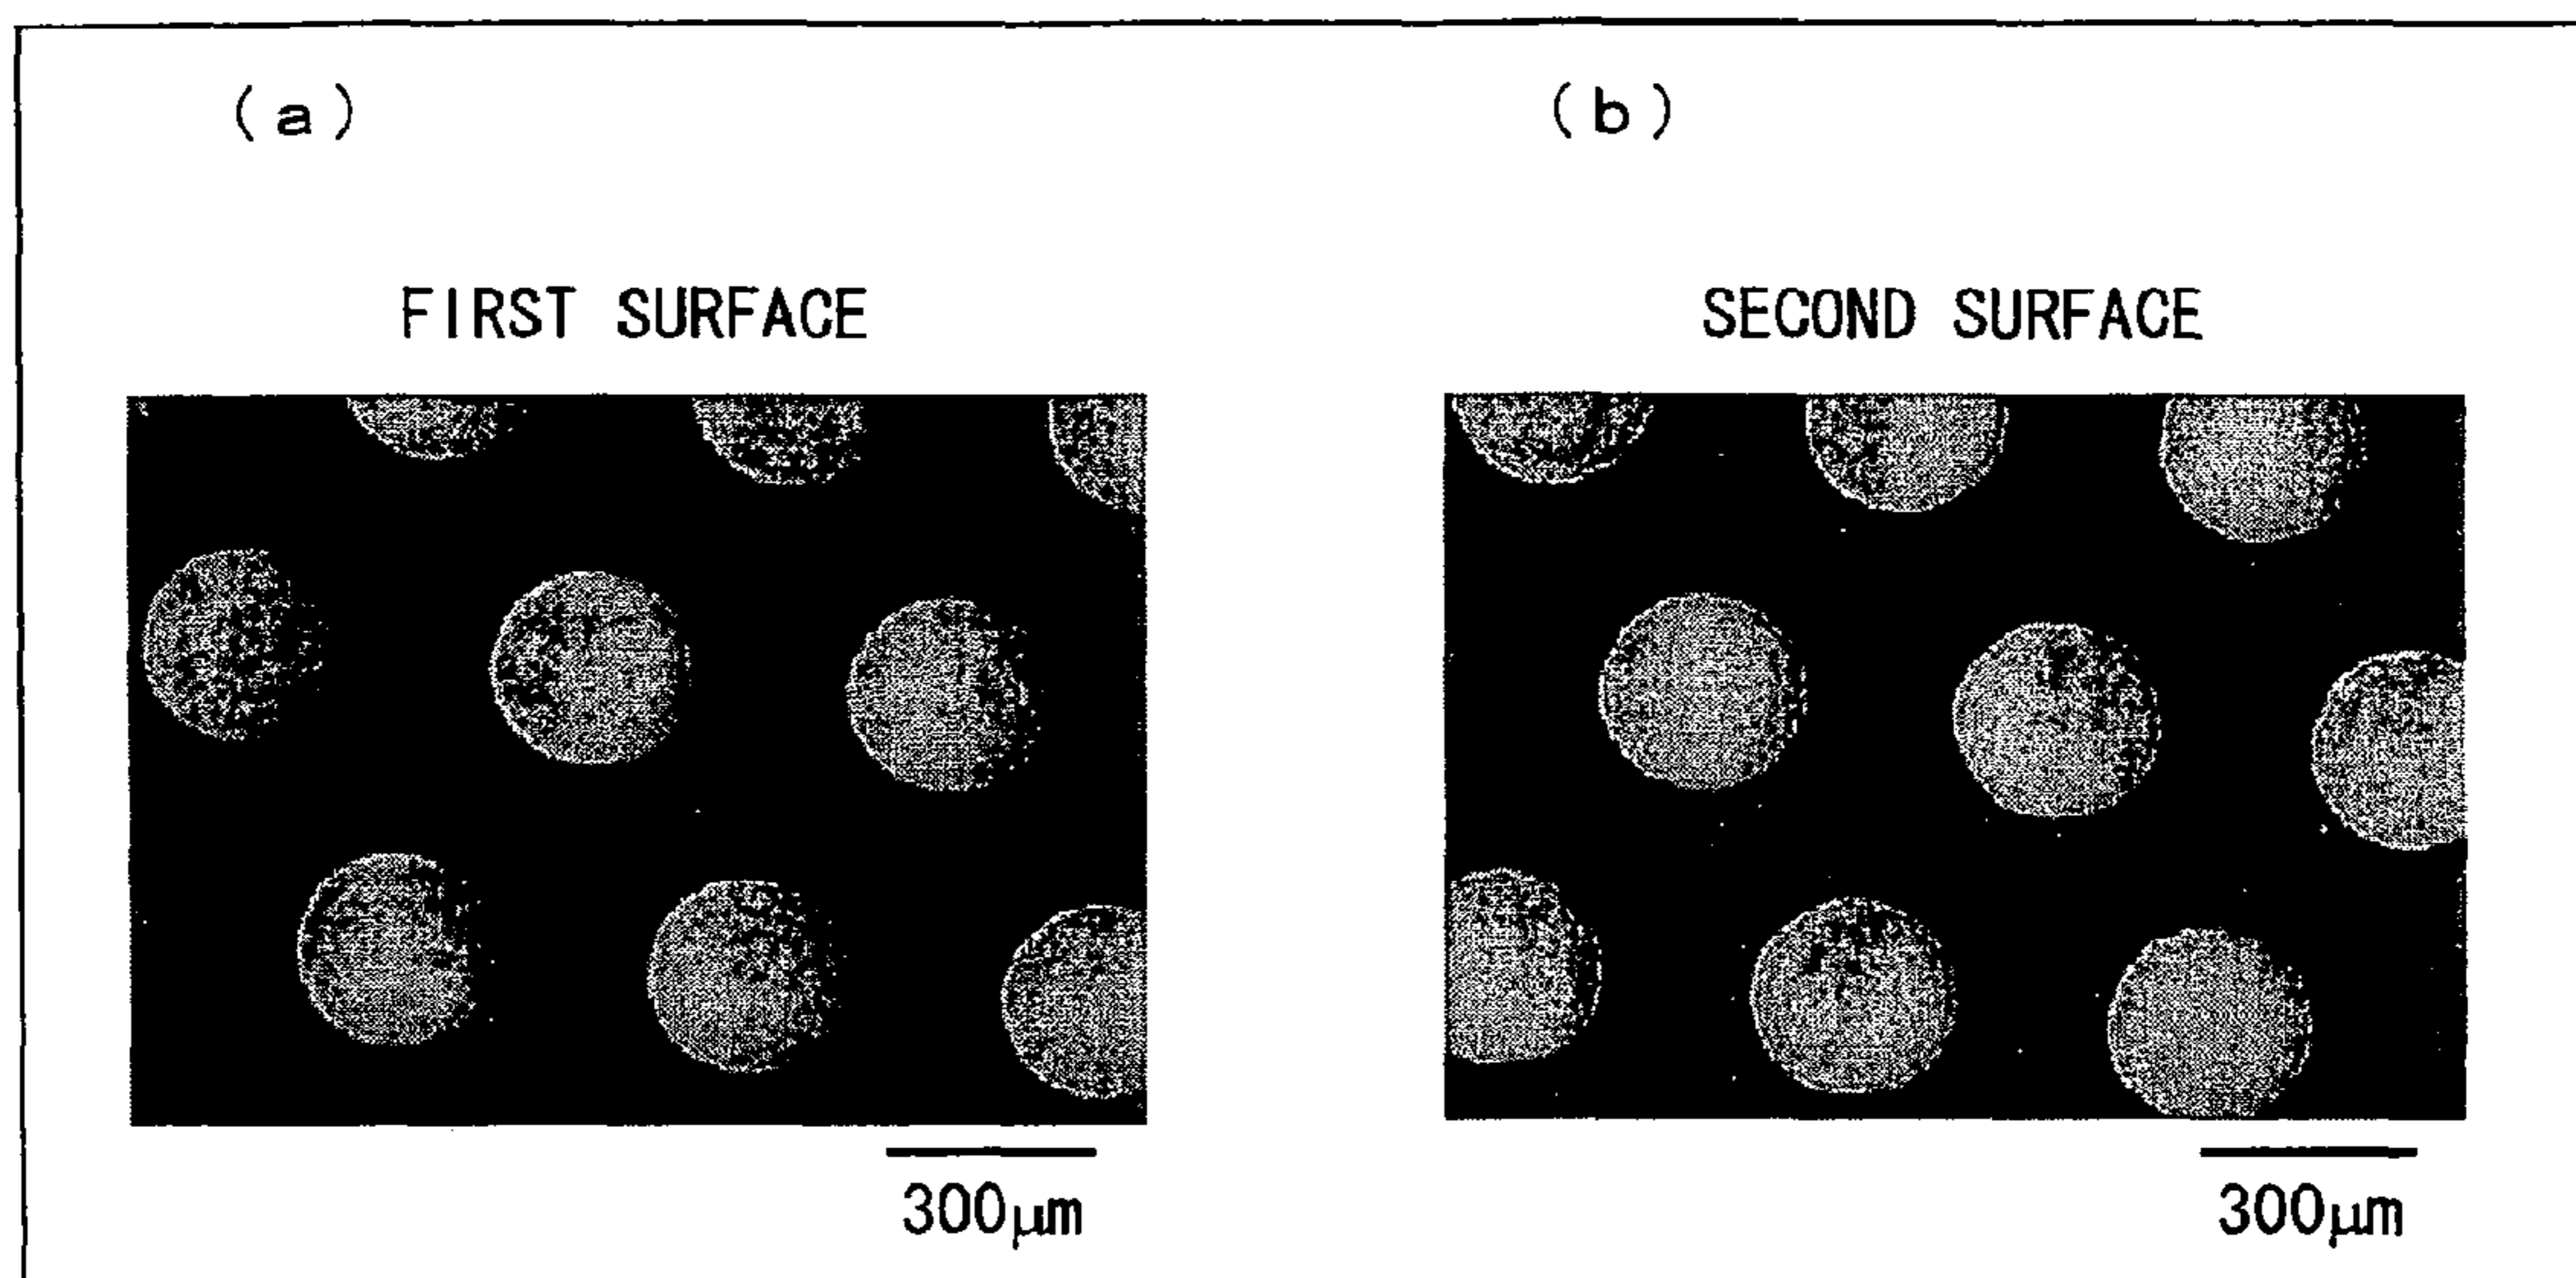 (a)
FIRST SURFACE
300μm
(b)
SECOND SURFACE
300μm